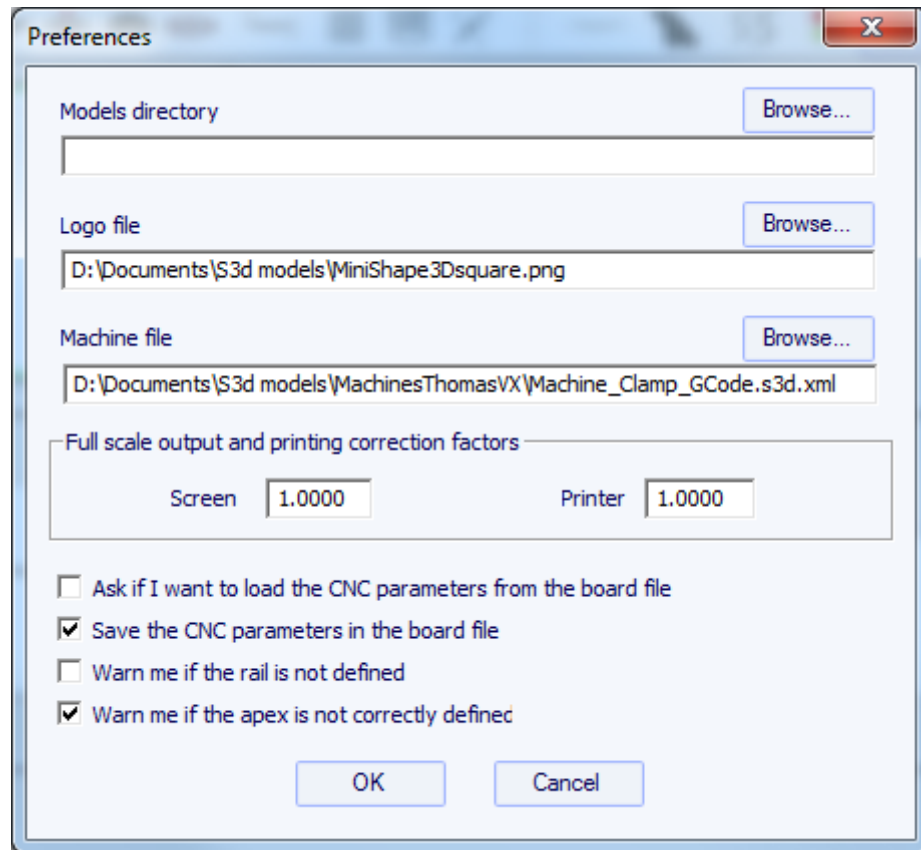 Preferences
Models directory
Browse...
Logo file
Browse...
D:\Documents\S3d models\MiniShape3Dsquare.png
Machine file
Browse...
D:\Documents\S3d models\MachinesThomasVX\Machine_Clamp_GCode.s3d.xml
Full scale output and printing correction factors
Screen 1.0000 Printer 1.0000
Ask if I want to load the CNC parameters from the board file
Save the CNC parameters in the board file
Warn me if the rail is not defined
Warn me if the apex is not correctly defined
OK Cancel